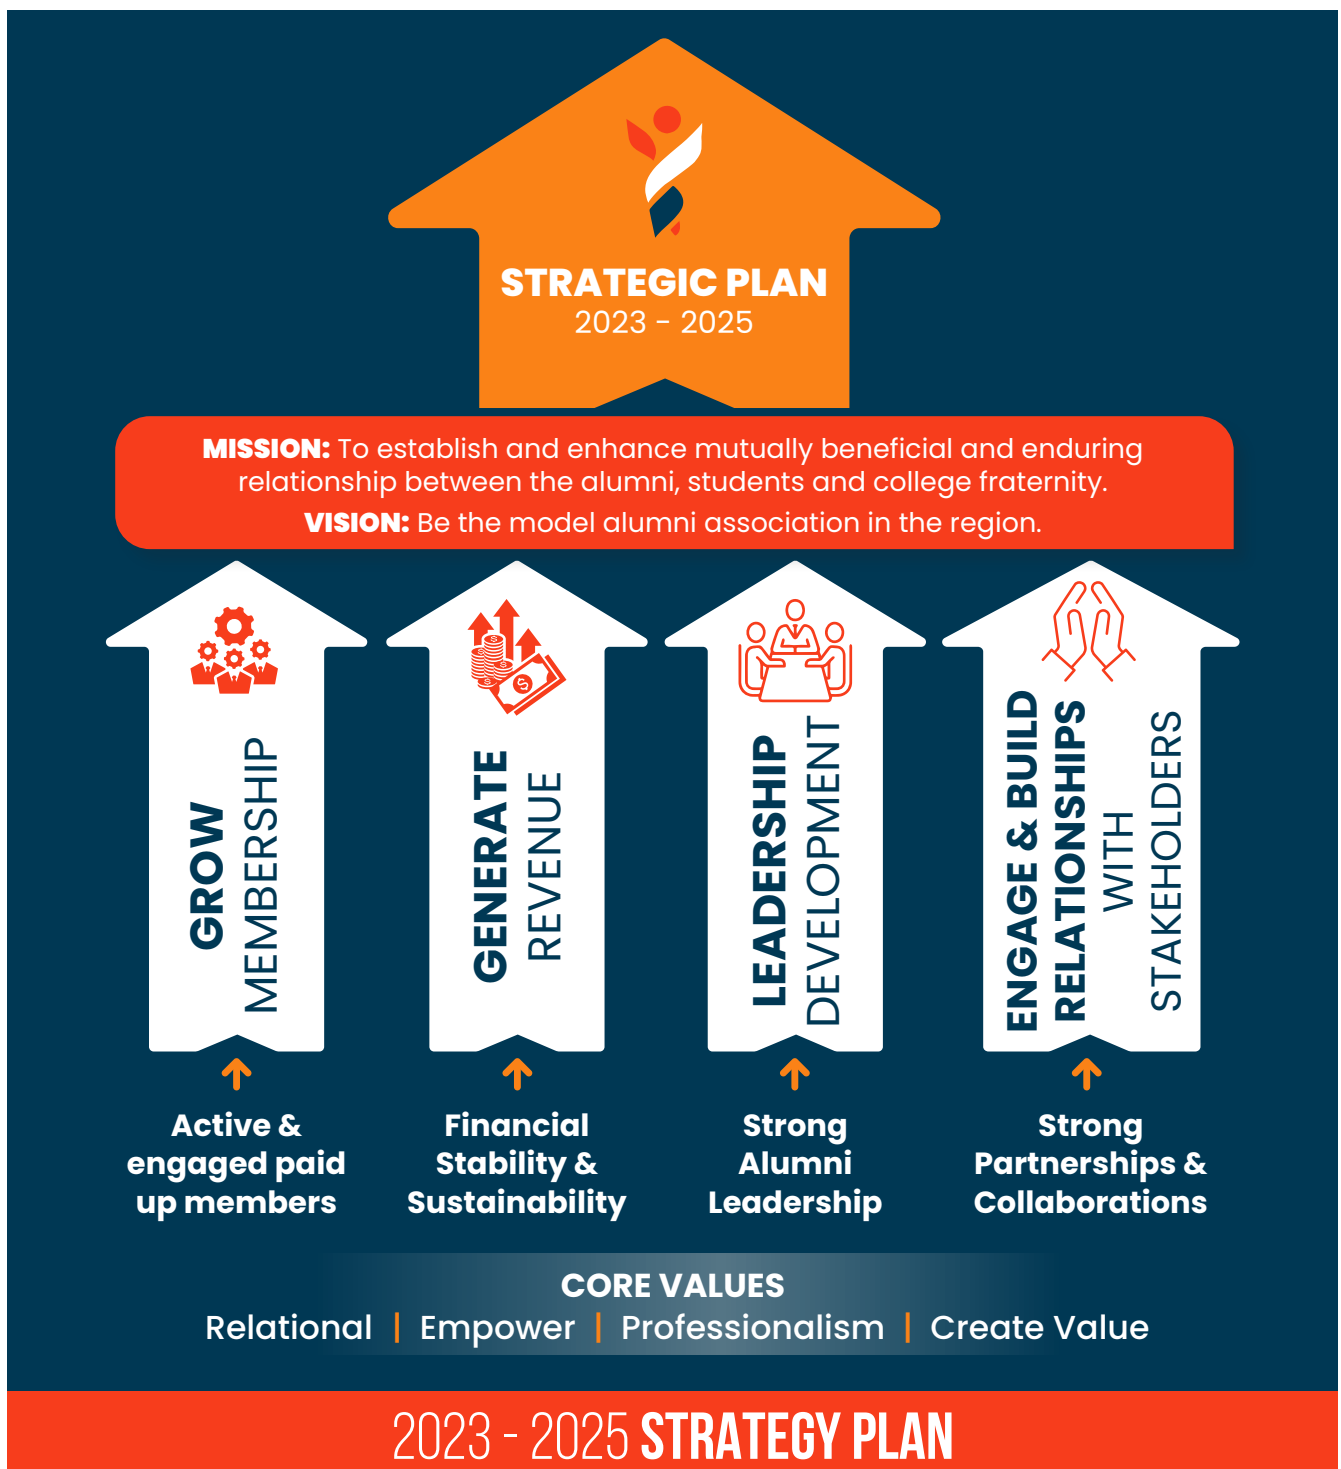 STRATEGIC PLAN
2023 - 2025
MISSION: To establish and enhance mutually beneficial and enduring
relationship between the alumni, students and college fraternity.
VISION: Be the model alumni association in the region.
GROW
MEMBERSHIP
GENERATE
REVENUE
LEADERSHIP
DEVELOPMENT
ENGAGE & BUILD
RELATIONSHIPS
WITH
STAKEHOLDERS
Active &
engaged paid
up members
Financial
Stability &
Sustainability
Strong
Alumni
Leadership
Strong
Partnerships &
Collaborations
CORE VALUES
Relational | Empower | Professionalism | Create Value
2023 - 2025 STRATEGY PLAN